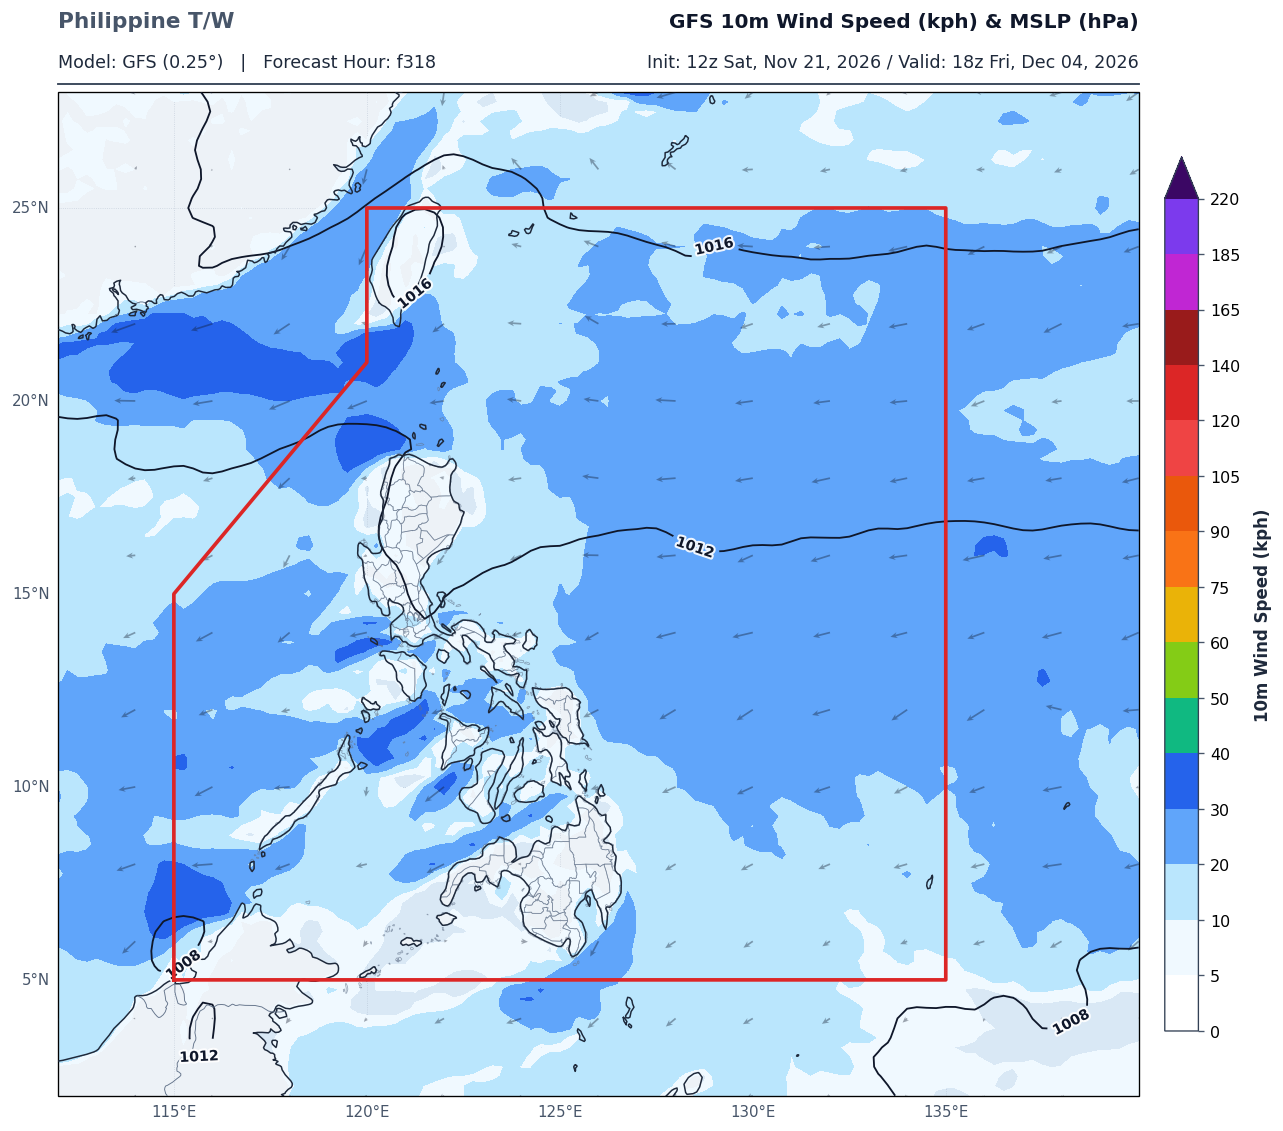 Philippine T/W
GFS 10m Wind Speed (kph) & MSLP (hPa)
Model: GFS (0.25°)   |   Forecast Hour: f318
Init: 12z Sat, Nov 21, 2026 / Valid: 18z Fri, Dec 04, 2026
25°N
20°N
15°N
10°N
5°N
115°E
120°E
125°E
130°E
135°E
1016
1016
1012
1008
1012
1008
220
185
165
140
120
105
90
75
60
50
40
30
20
10
5
0
10m Wind Speed (kph)